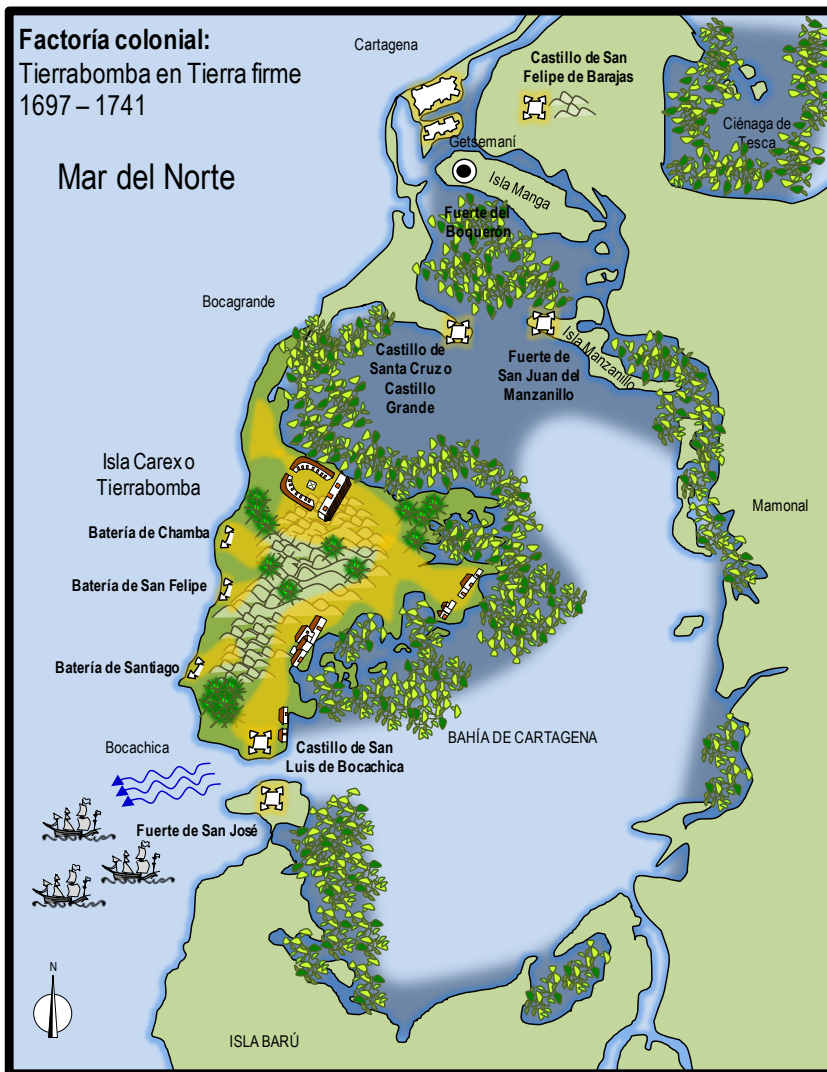 Factoría colonial:
Tierrabomba en Tierra firme
1697 – 1741
Cartagena
Castillo de San
Felipe de Barajas
Ciénaga de
Tesca
Mar del Norte
Getsemaní
Isla Manga
Fuerte del
Boquerón
Bocagrande
Castillo de
Santa Cruz o
Castillo
Grande
Fuerte de
San Juan del
Manzanillo
Isla Manzanillo
Isla Carex o
Tierrabomba
Mamonal
Batería de Chamba
Batería de San Felipe
Batería de Santiago
BAHÍA DE CARTAGENA
Bocachica
Castillo de San
Luis de Bocachica
Fuerte de San José
N
ISLA BARÚ